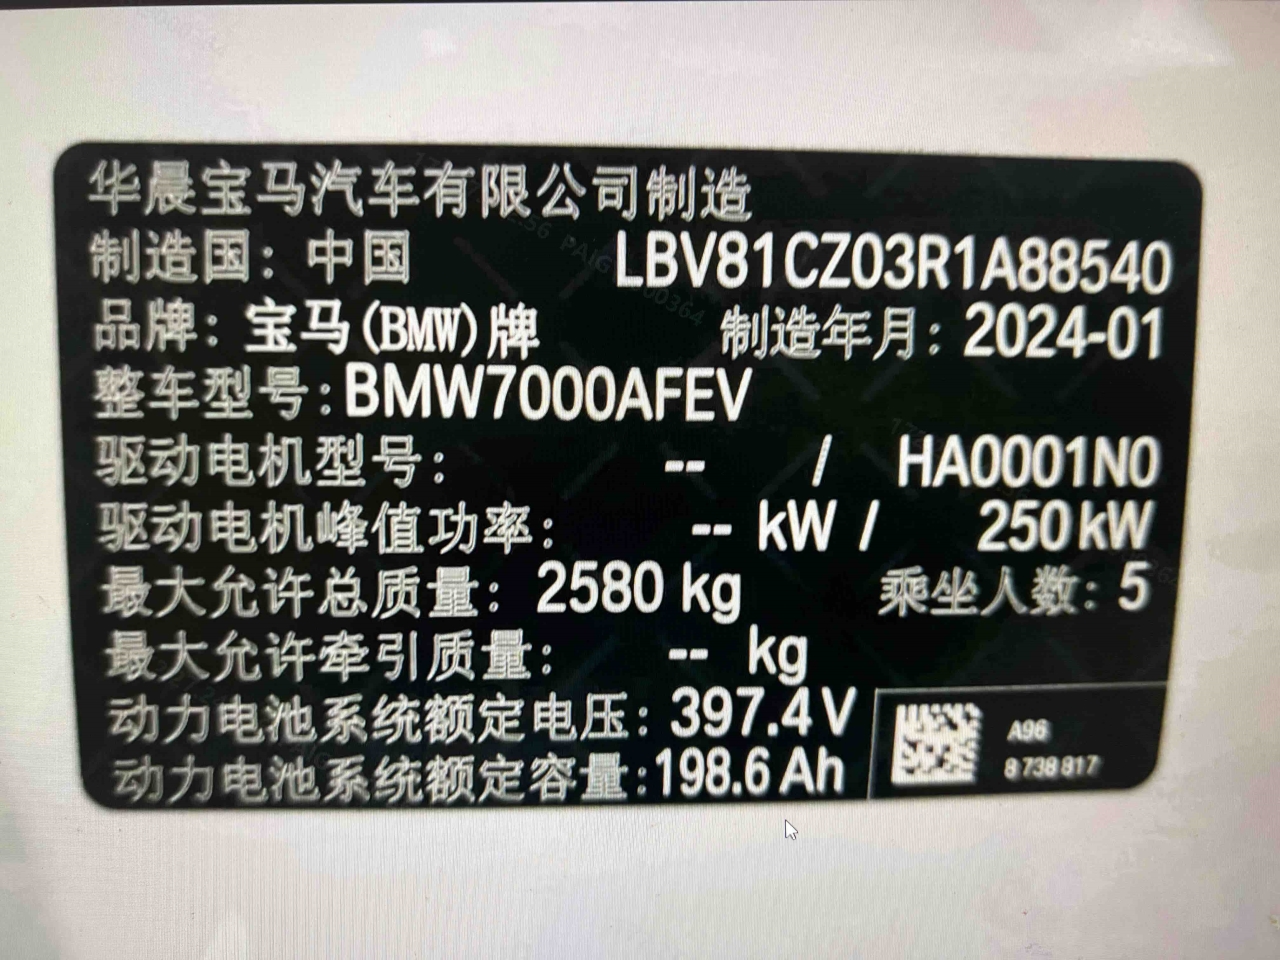 华晨宝马汽车有限公司制造
制造国：中国 LBV81CZ03R1A88540
品牌：宝马(BMW)牌 制造年月：2024-01
整车型号：BMW7000AFEV
驱动电机型号： -- / HA0001N0
驱动电机峰值功率： -- kW / 250kW
最大允许总质量：2580 kg 乘坐人数：5
最大允许牵引质量： -- kg
动力电池系统额定电压：397.4V
动力电池系统额定容量：198.6Ah
A96
8 738 817